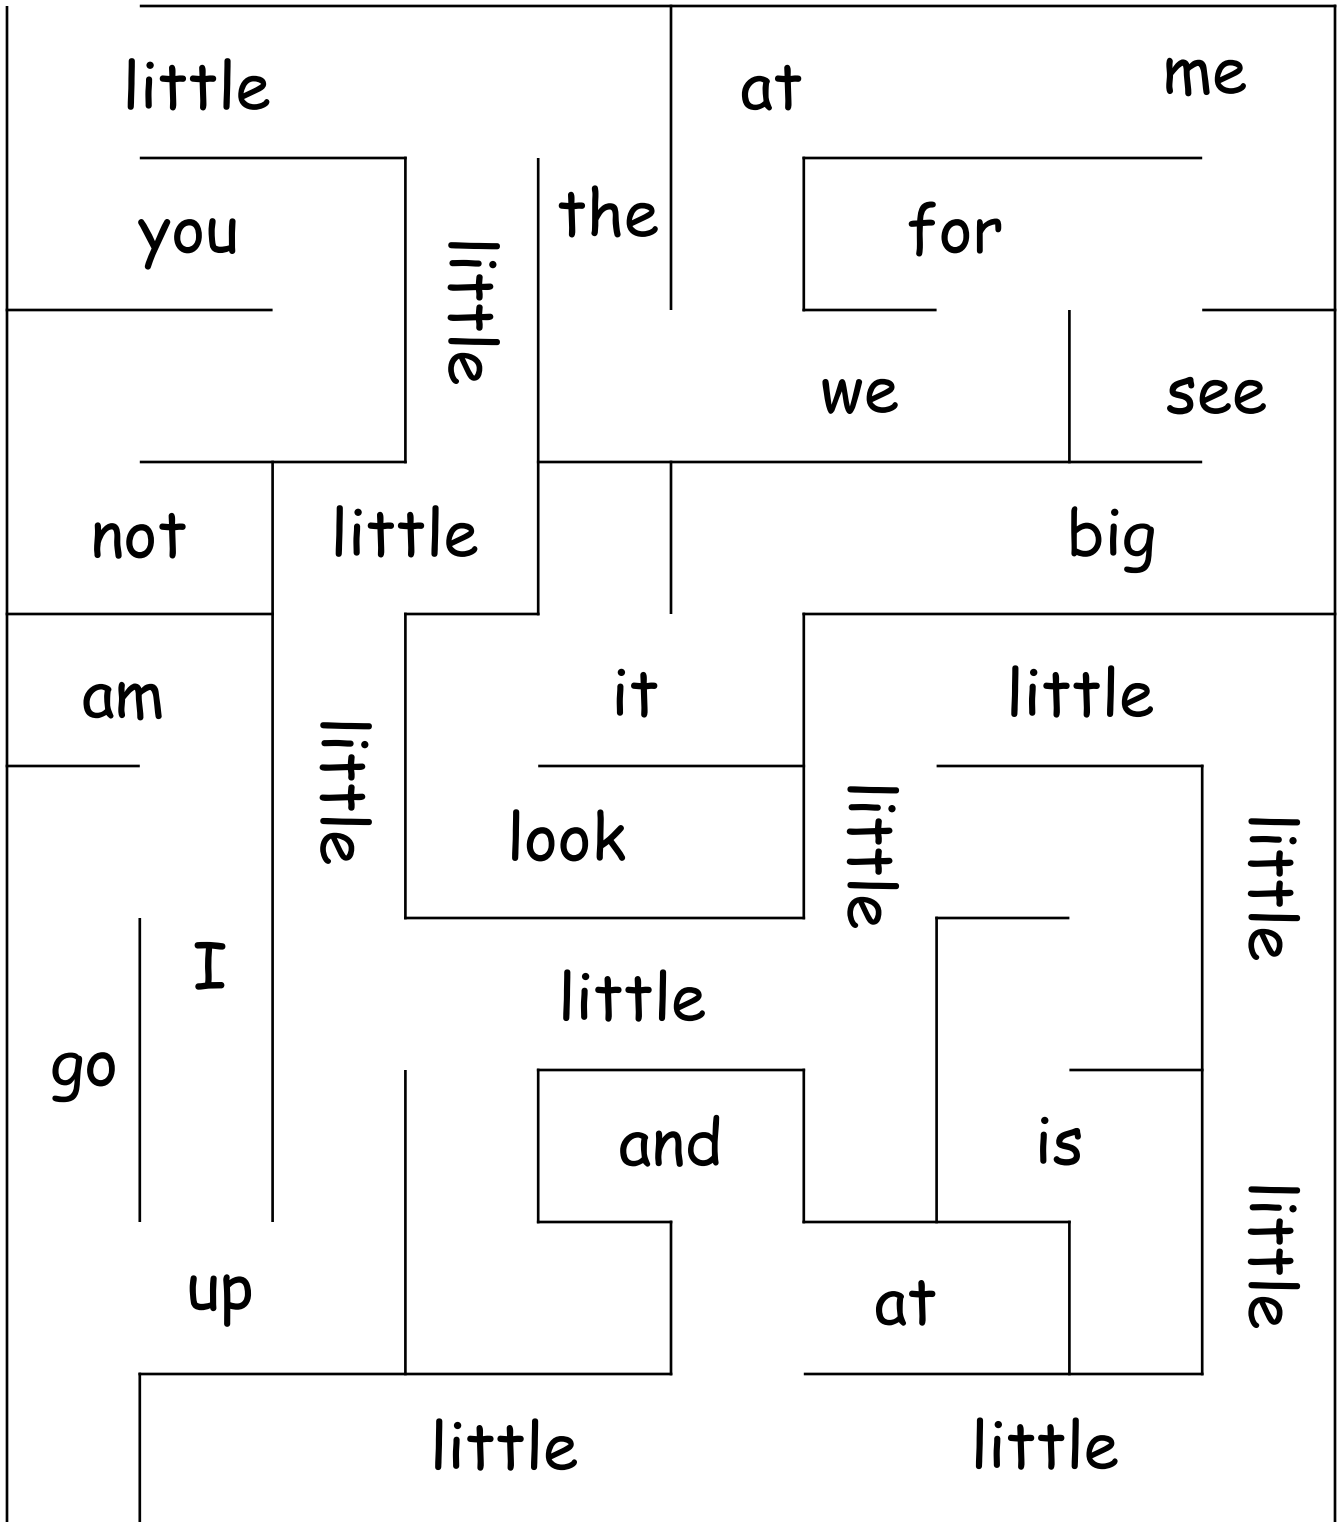 little at me
you little the for
we see
not little big
am little it little
look little little
I little
go and is
up at little
little little